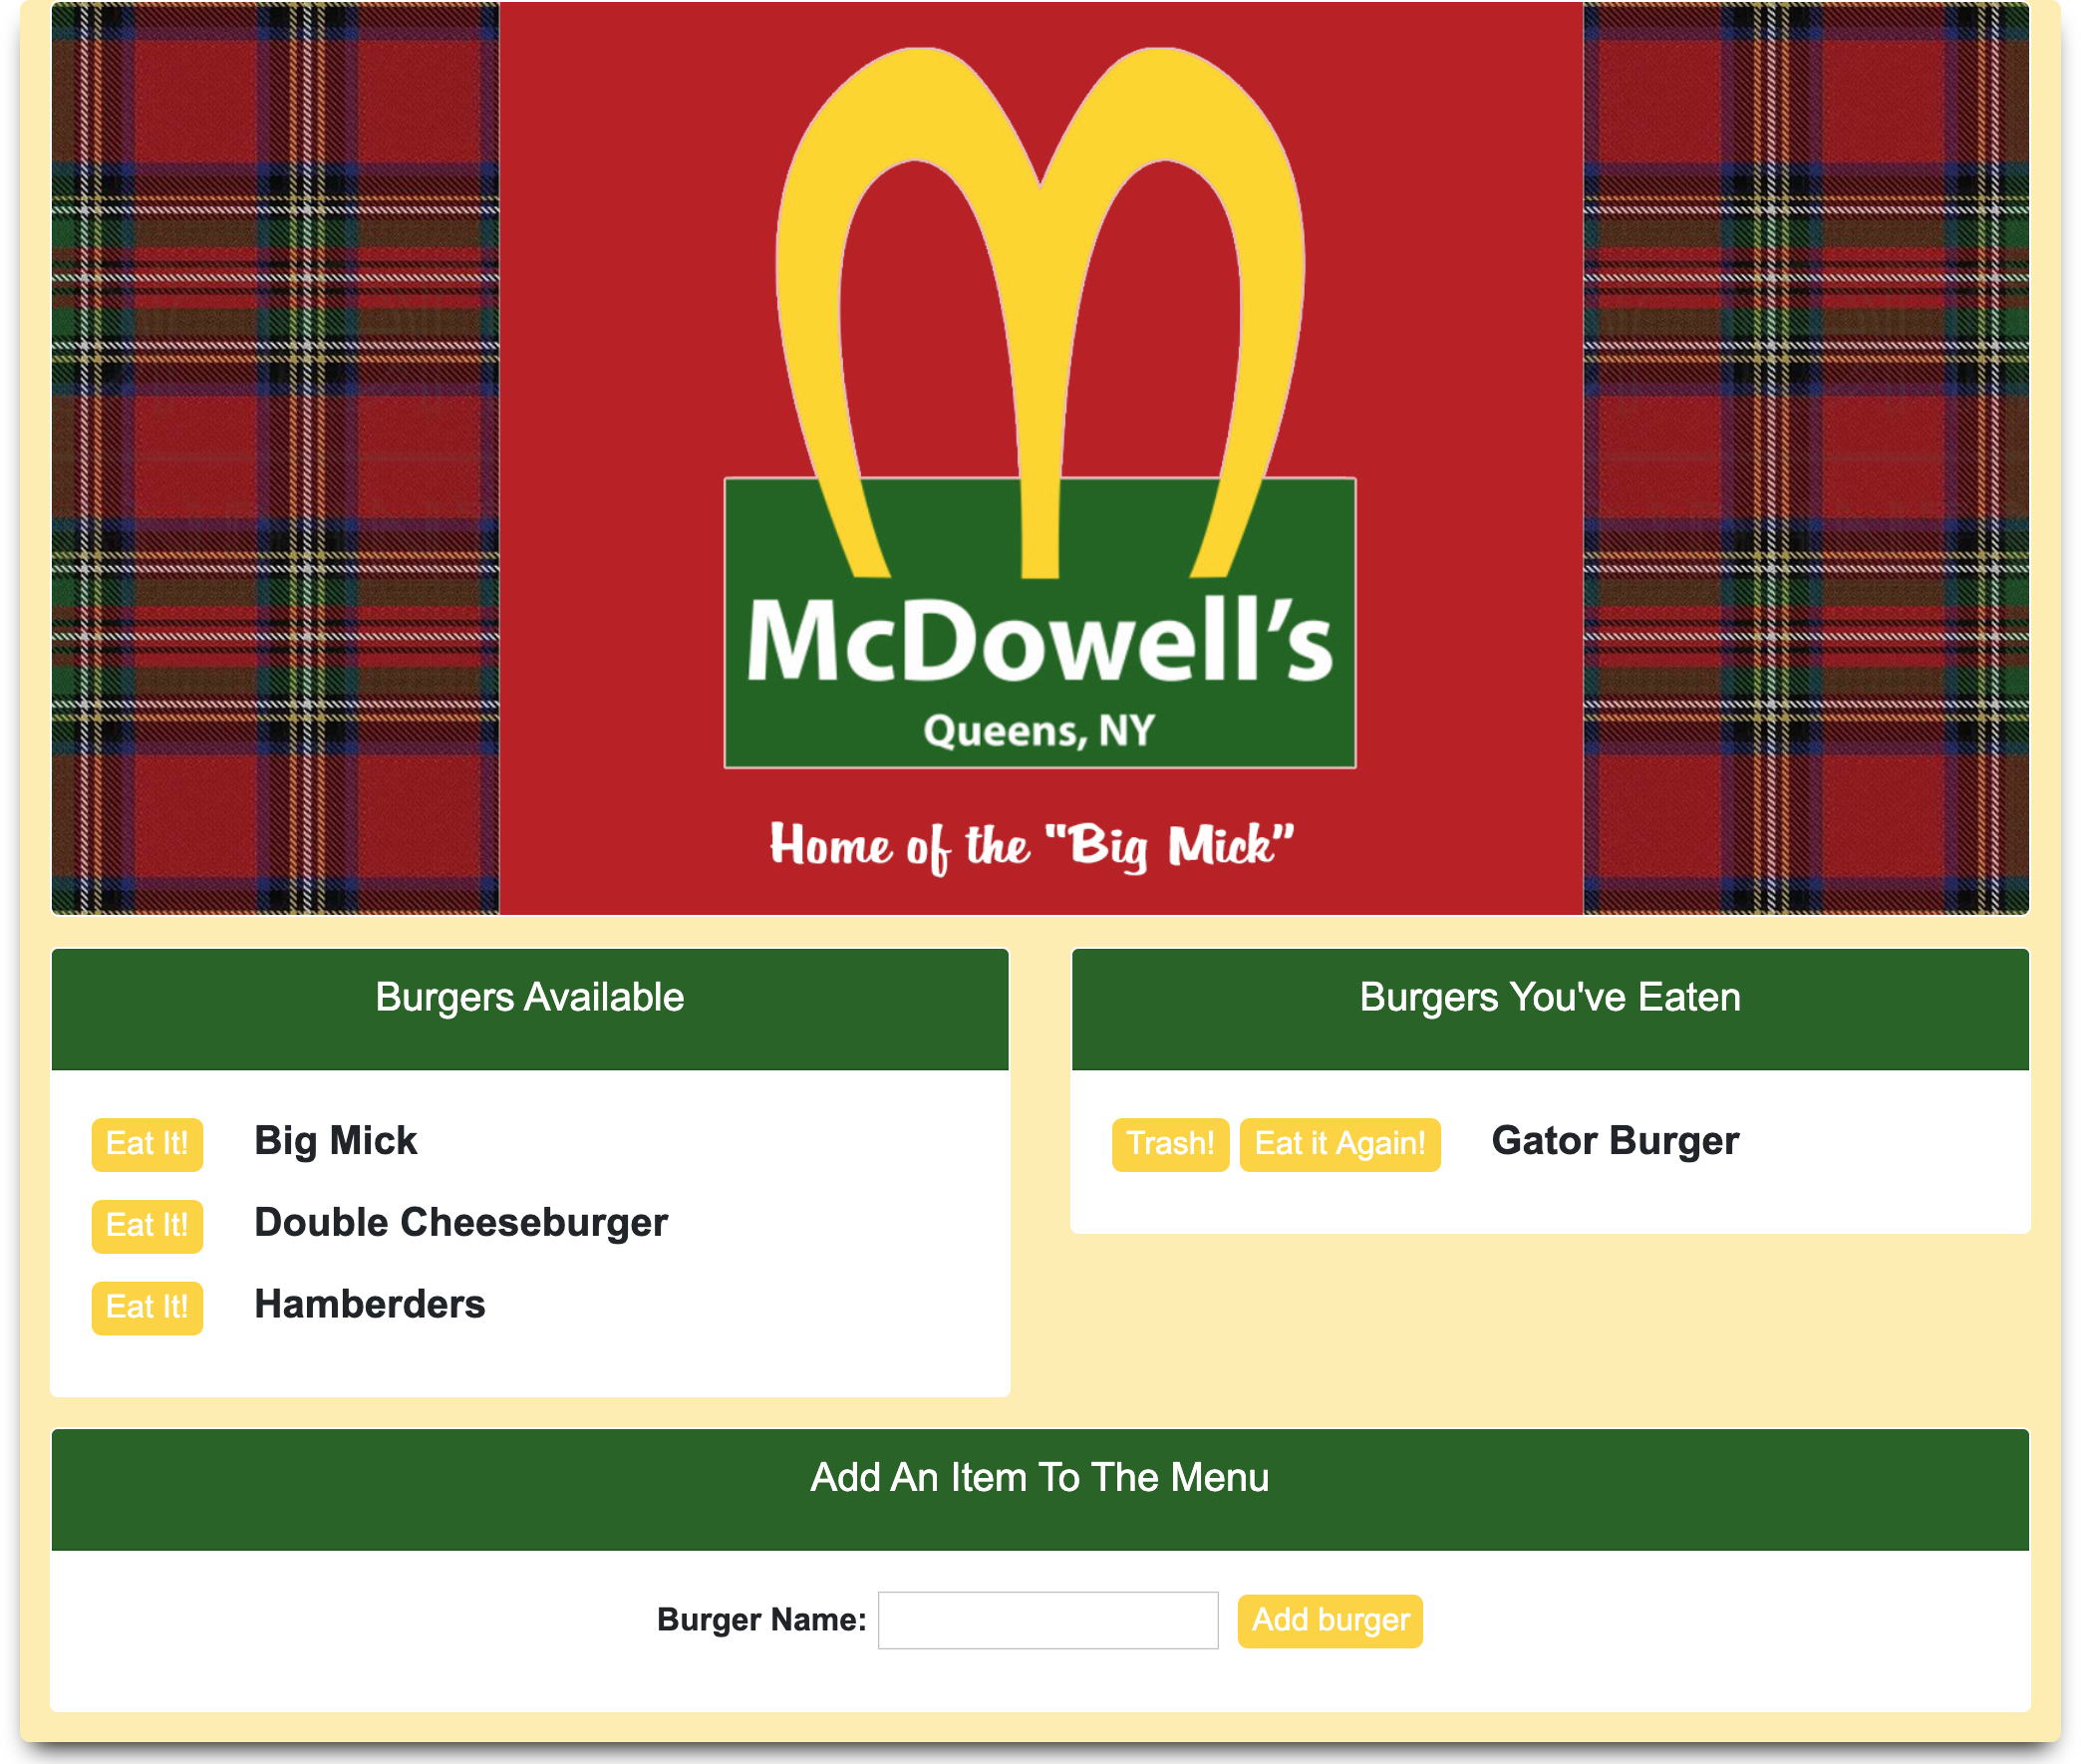 McDowell’s
Queens, NY
Home of the "Big Mick”
Burgers Available
Eat It! Big Mick
Eat It! Double Cheeseburger
Eat It! Hamberders
Burgers You've Eaten
Trash! Eat it Again! Gator Burger
Add An Item To The Menu
Burger Name: Add burger